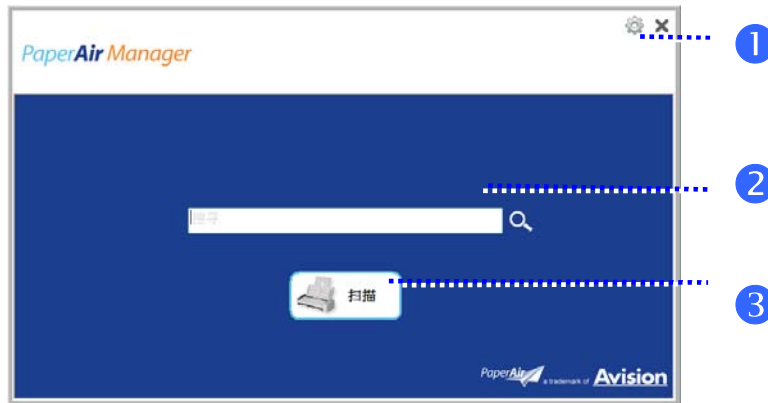 PaperAir Manager
1
2
搜寻
3
扫描
PaperAir a trademark of Avision